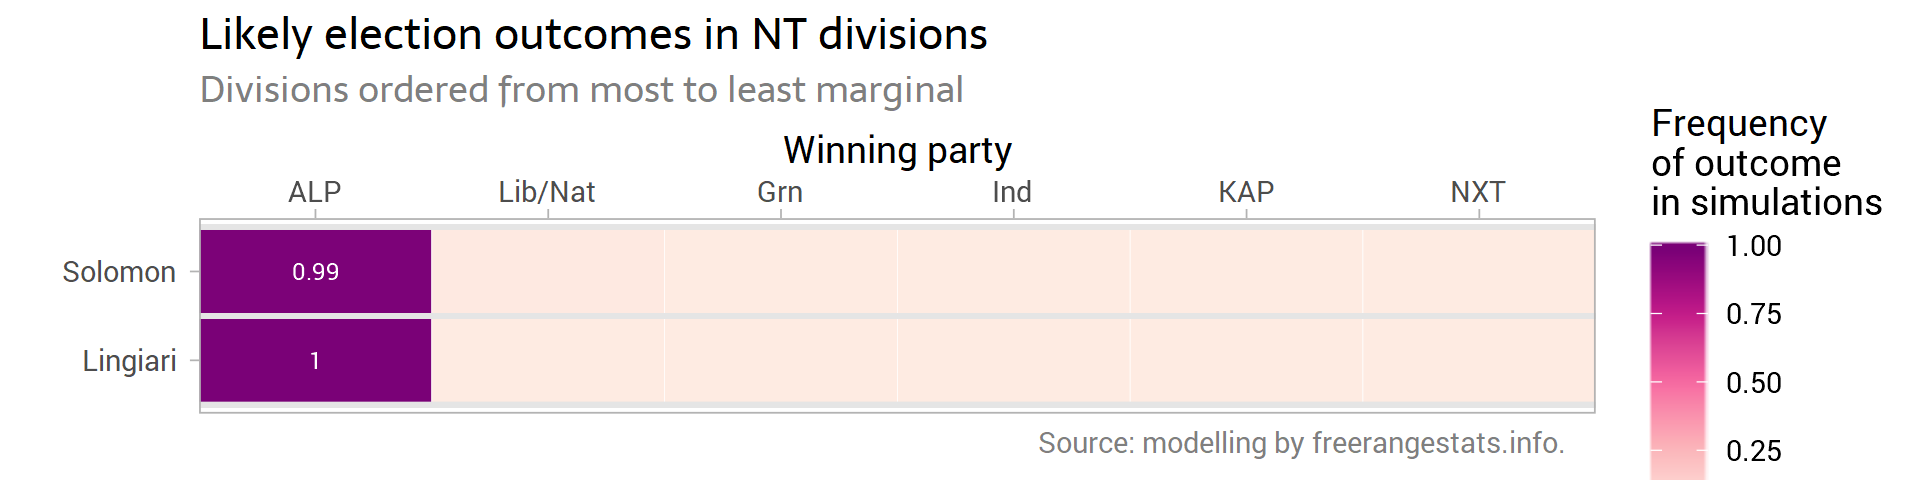 Likely election outcomes in NT divisions
Divisions ordered from most to least marginal
Winning party
ALP Lib/Nat Grn Ind KAP NXT
Solomon 0.99
Lingiari 1
Source: modelling by freerangestats.info.
Frequency
of outcome
in simulations
1.00
0.75
0.50
0.25